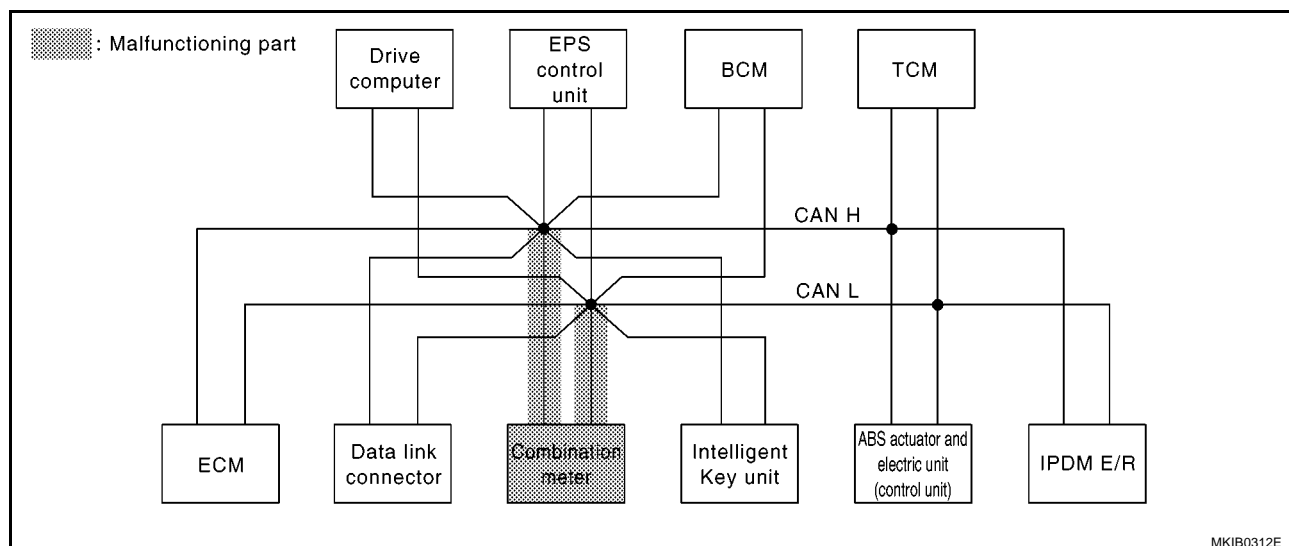 : Malfunctioning part
Drive
computer
EPS
control
unit
BCM
TCM
CAN H
CAN L
ECM
Data link
connector
Combination
meter
Intelligent
Key unit
ABS actuator and
electric unit
(control unit)
IPDM E/R
MKIB0312E